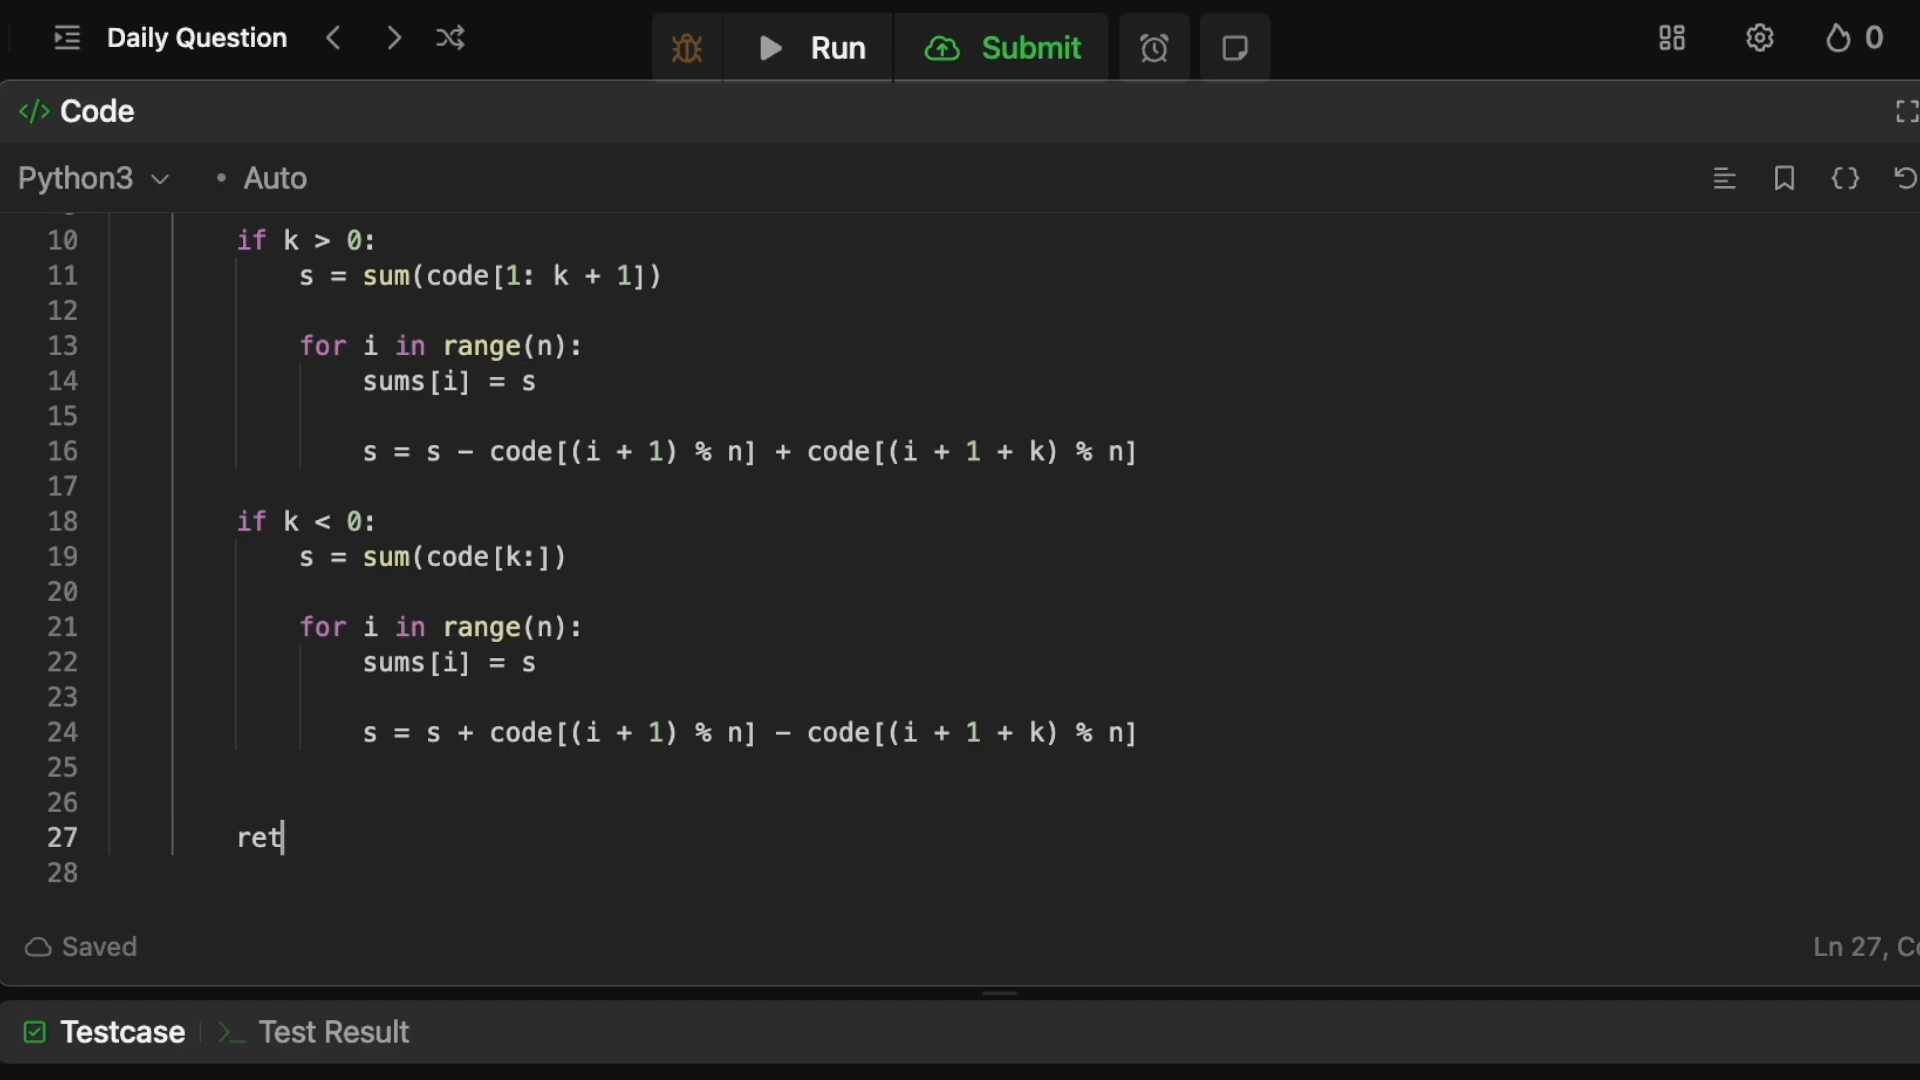 Daily Question
Run
Submit
0
</> Code
Python3 • Auto
10 if k > 0:
11 s = sum(code[1: k + 1])
12
13 for i in range(n):
14 sums[i] = s
15
16 s = s - code[(i + 1) % n] + code[(i + 1 + k) % n]
17
18 if k < 0:
19 s = sum(code[k:])
20
21 for i in range(n):
22 sums[i] = s
23
24 s = s + code[(i + 1) % n] - code[(i + 1 + k) % n]
25
26
27 ret
28
Saved
Ln 27,
Testcase
Test Result